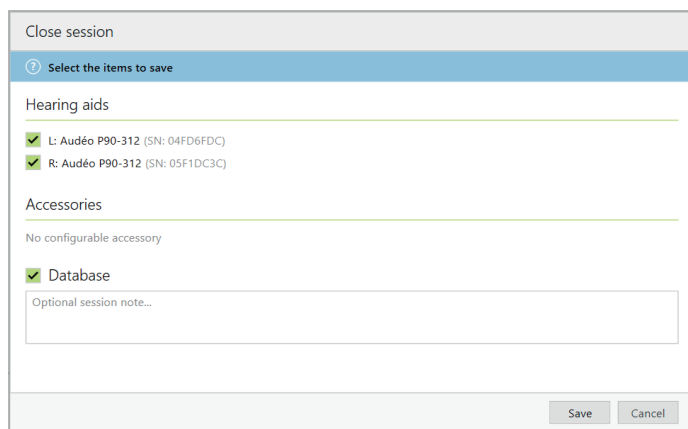 Close session
? Select the items to save
Hearing aids
L: Audéo P90-312 (SN: 04FD6FDC)
R: Audéo P90-312 (SN: 05F1DC3C)
Accessories
No configurable accessory
Database
Optional session note...
Save Cancel